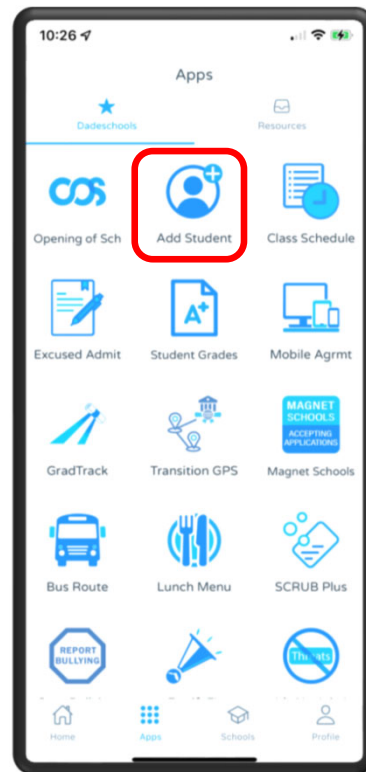 10:26
Apps
Dadeschools
Resources
COS
Opening of Sch
Add Student
Class Schedule
A+
Excused Admit
Student Grades
Mobile Agrmt
MAGNET
SCHOOLS
ACCEPTING
APPLICATIONS
GradTrack
Transition GPS
Magnet Schools
Bus Route
Lunch Menu
SCRUB Plus
REPORT
BULLYING
Threats
Home
Apps
Schools
Profile